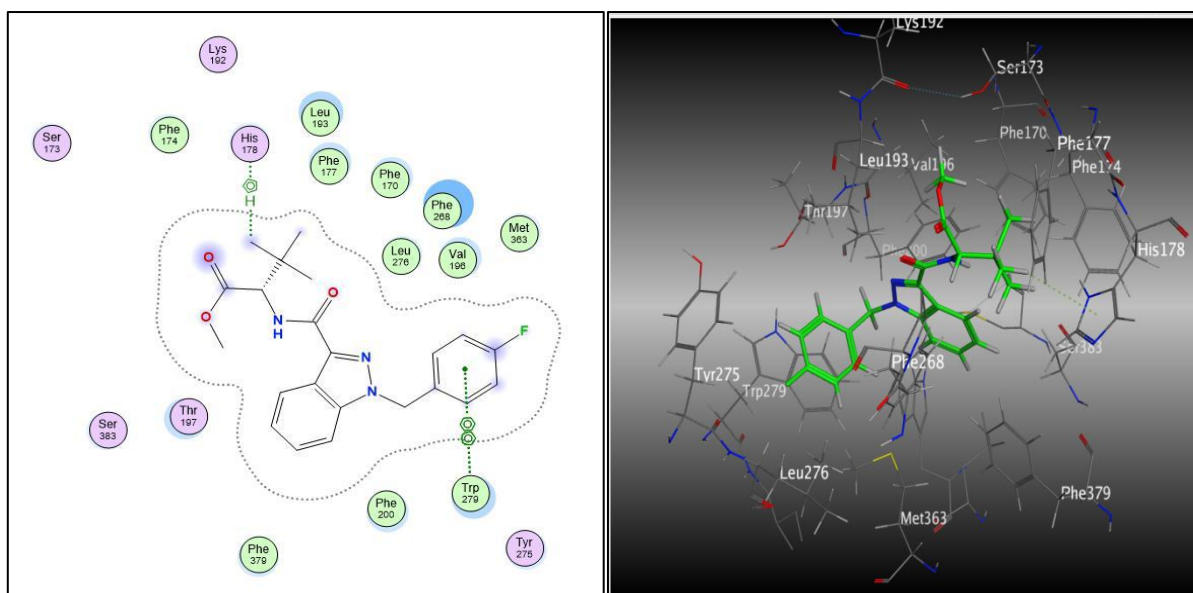 Lys
192
Leu
193
Ser
173
Phe
174
His
178
Phe
177
Phe
170
Phe
268
Met
363
Leu
276
Val
196
H
O
O
O
N
H
N
N
F
Thr
197
Ser
383
Phe
200
Trp
279
Phe
379
Tyr
275
Lys192
Ser173
Phe170
Phe177
Leu193
Val196
Phe174
Thr197
His178
Ser383
Phe268
Tyr275
Trp279
Leu276
Phe379
Met363